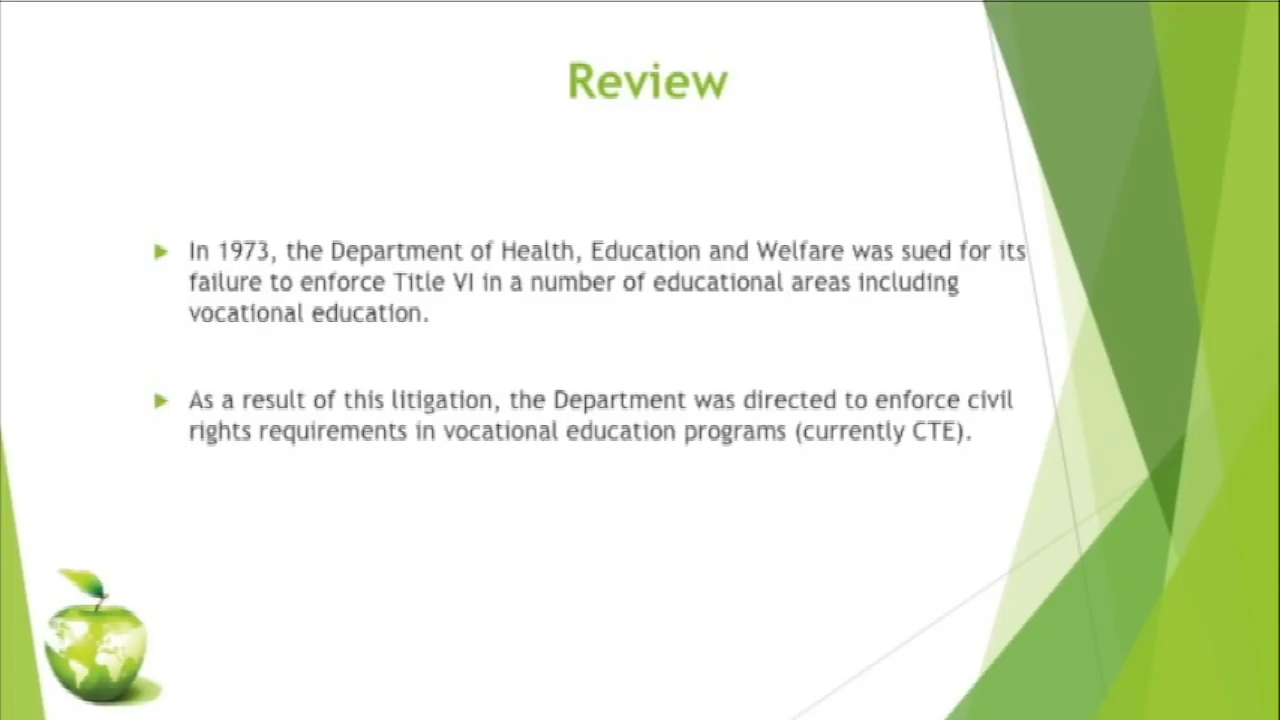 Review
In 1973, the Department of Health, Education and Welfare was sued for its
failure to enforce Title VI in a number of educational areas including
vocational education.
As a result of this litigation, the Department was directed to enforce civil
rights requirements in vocational education programs (currently CTE).